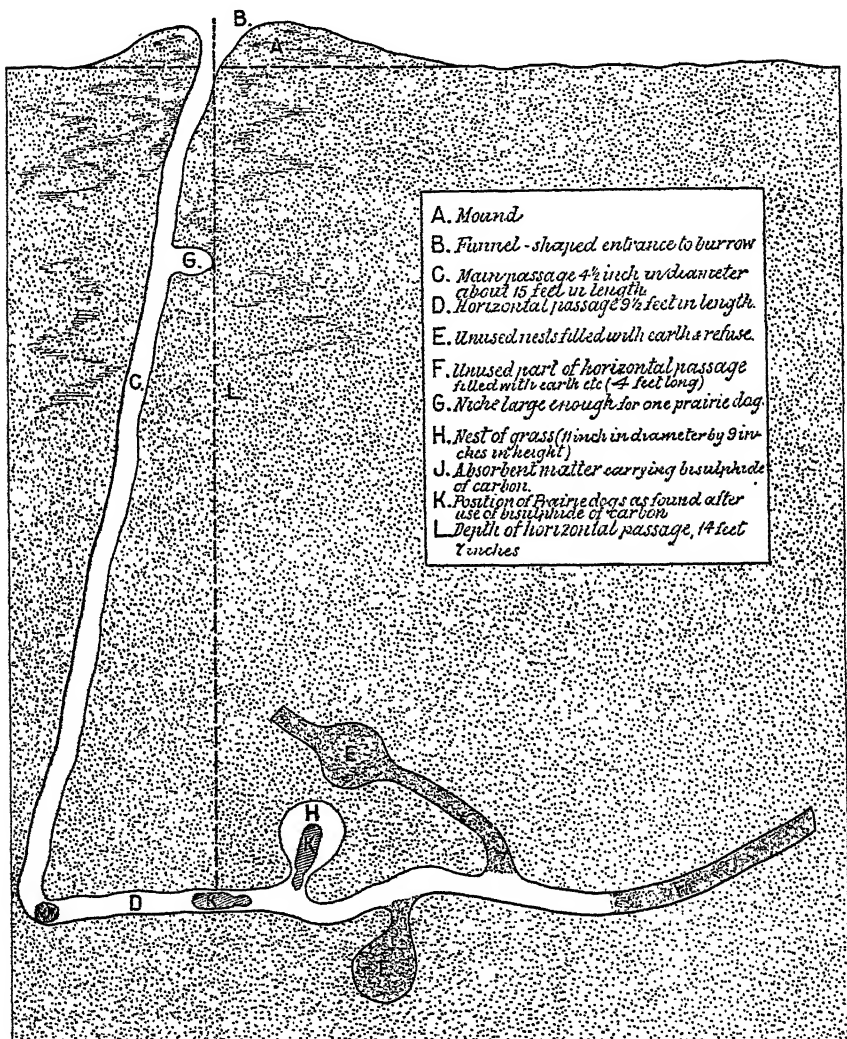 B.
A
G.
C.
L
H
K
D
K
E
E
A. Mound
B. Funnel-shaped entrance to burrow
C. Main passage 4½ inch in diameter
about 15 feet in length
D. Horizontal passage 9½ feet in length.
E. Unused nests filled with earth & refuse.
F. Unused part of horizontal passage
filled with earth etc (4 feet long)
G. Niche large enough for one prairie dog.
H. Nest of grass (11 inch in diameter by 9 in-
ches in height)
J. Absorbent matter carrying bisulphide
of carbon.
K. Position of Prairie dogs as found after
use of bisulphide of carbon
L Depth of horizontal passage, 14 feet
7 inches